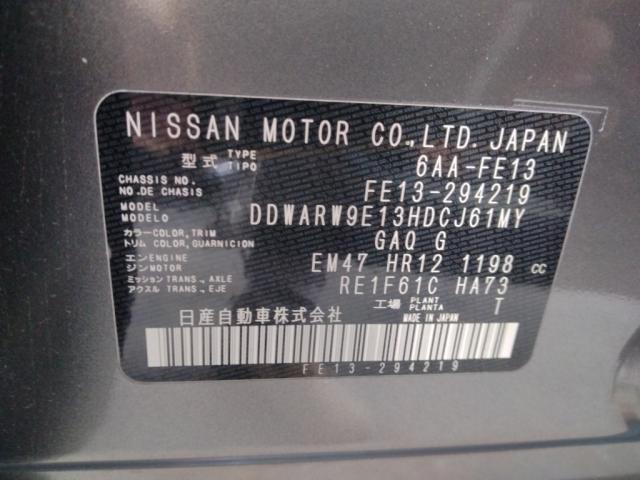 NISSAN MOTOR CO.,LTD. JAPAN
型式 TYPE TIPO 6AA-FE13
CHASSIS NO. NO.DE CHASSIS FE13-294219
MODEL MODELO DDWARW9E13HDCJ61MY
カラー COLOR,TRIM トリム COLOR,GUARNICION GAQ G
エンジン ENGINE MOTOR EM47 HR12 1198 cc
ミッション TRANS.,AXLE アクスル TRANS.,EJE RE1F61C HA73
工場 PLANT PLANTA T
日産自動車株式会社 MADE IN JAPAN
FE13-294219